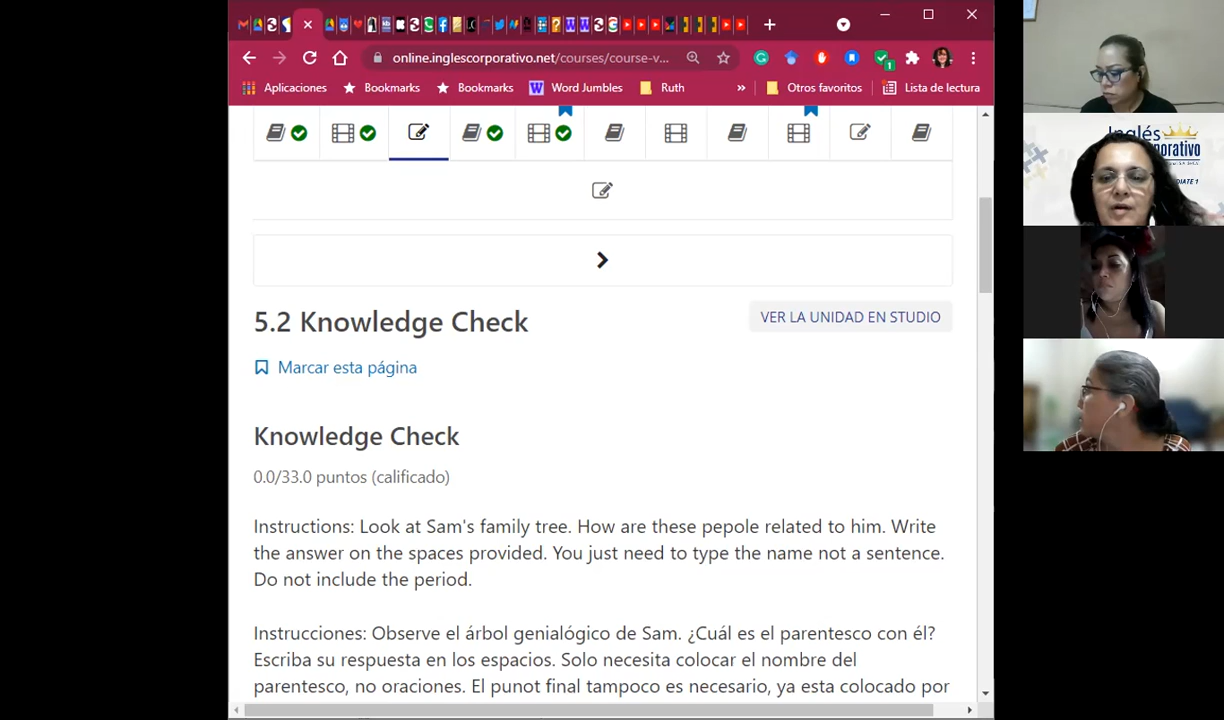 online.inglescorporativo.net/courses/course-v...
Aplicaciones
Bookmarks
Bookmarks
Word Jumbles
Ruth
»
Otros favoritos
Lista de lectura
5.2 Knowledge Check
VER LA UNIDAD EN STUDIO
Marcar esta página
Knowledge Check
0.0/33.0 puntos (calificado)
Instructions: Look at Sam's family tree. How are these pepole related to him. Write
the answer on the spaces provided. You just need to type the name not a sentence.
Do not include the period.
Instrucciones: Observe el árbol genialógico de Sam. ¿Cuál es el parentesco con él?
Escriba su respuesta en los espacios. Solo necesita colocar el nombre del
parentesco, no oraciones. El punot final tampoco es necesario, ya esta colocado por
Inglés